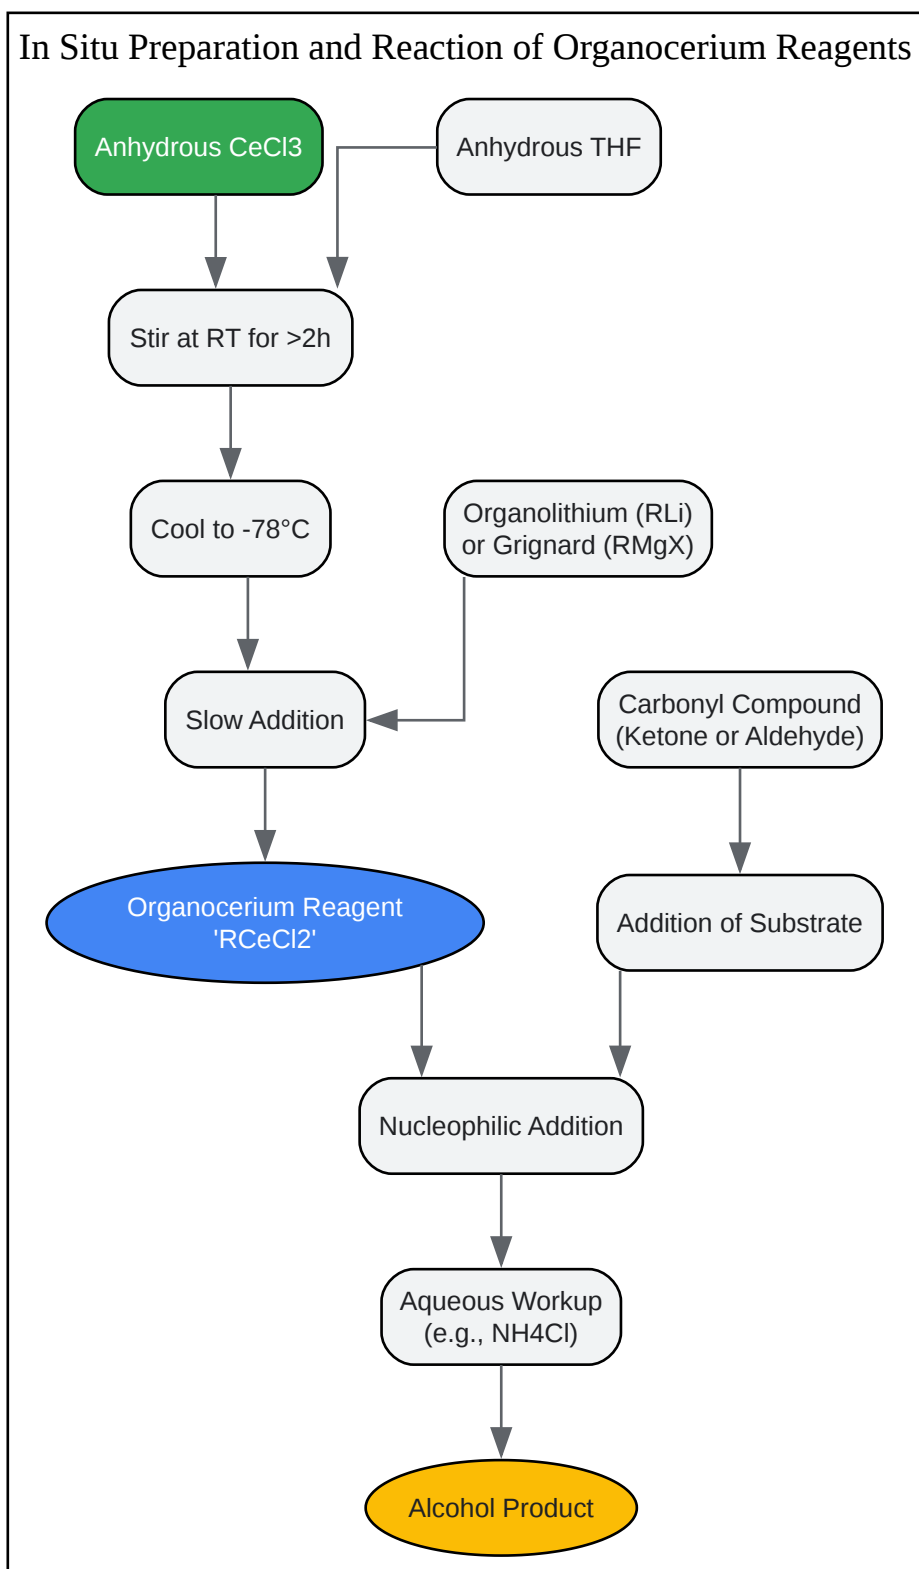 In Situ Preparation and Reaction of Organocerium Reagents
Anhydrous CeCl3
Anhydrous THF
Stir at RT for >2h
Cool to -78°C
Organolithium (RLi)
or Grignard (RMgX)
Slow Addition
Carbonyl Compound
(Ketone or Aldehyde)
Organocerium Reagent
'RCeCl2'
Addition of Substrate
Nucleophilic Addition
Aqueous Workup
(e.g., NH4Cl)
Alcohol Product